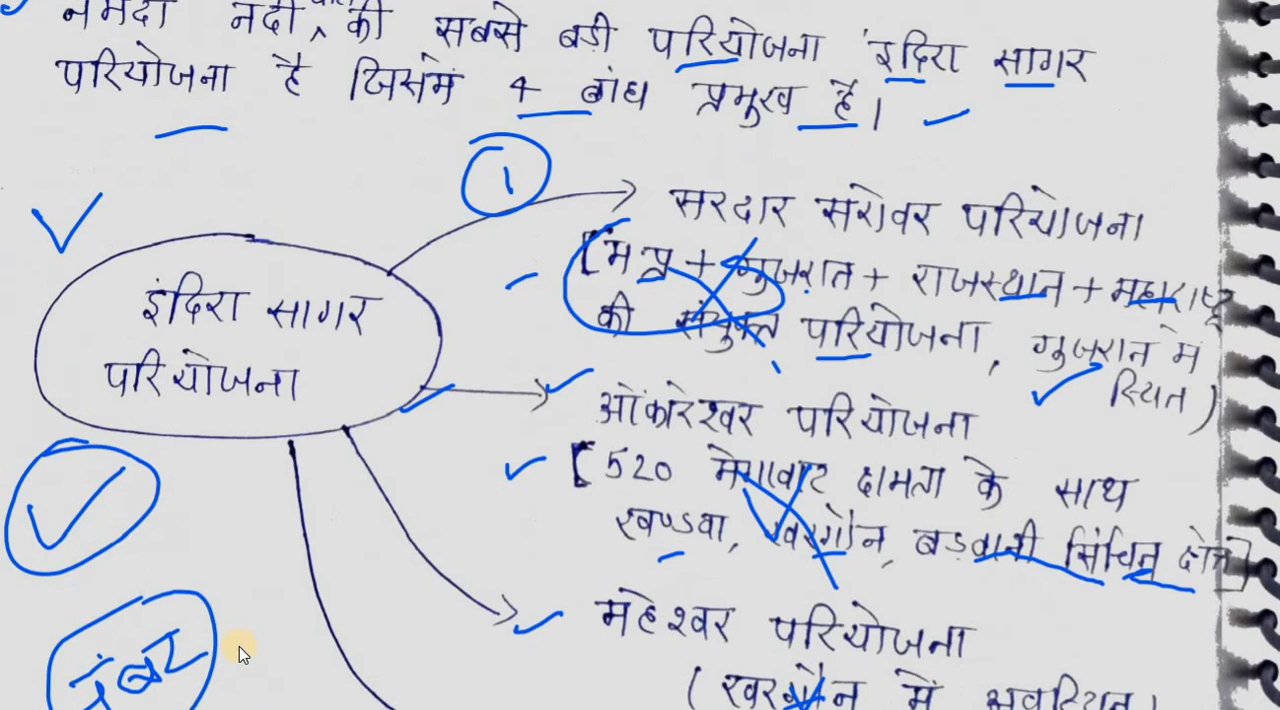 नर्मदा नदी वाली की सबसे बडी परियोजना इंदिरा सागर
परियोजना है जिसमें 4 बांध प्रमुख है।
1
सरदार सरोवर परियोजना
[म.प्र + गुजरात + राजस्थान + महाराष्ट्र
की संयुक्त परियोजना, गुजरात में
स्थित)
इंदिरा सागर
परियोजना
ओंकारेश्वर परियोजना
[520 मेगावाट क्षमता के साथ
खण्डवा, खरगोन, बड़वानी सिंचित क्षेत्र]
महेश्वर परियोजना
(खरगौन में अवस्थित)